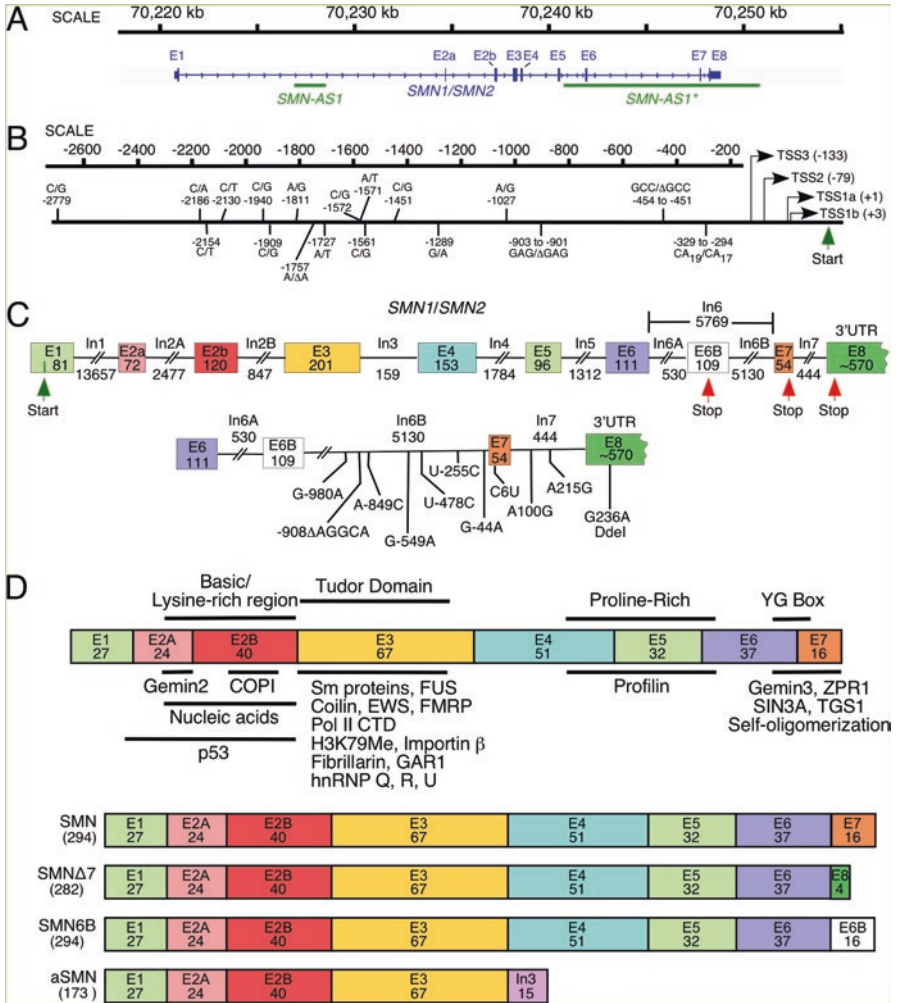 A
SCALE
70,220 kb 70,230 kb 70,240 kb 70,250 kb
E1 E2a E2b E3 E4 E5 E6 E7 E8
SMN-AS1 SMN1/SMN2 SMN-AS1*
B
SCALE
-2600 -2400 -2200 -2000 -1800 -1600 -1400 -1200 -1000 -800 -600 -400 -200
TSS3 (-133)
TSS2 (-79)
TSS1a (+1)
TSS1b (+3)
C/G
-2779
C/A
-2186
C/T
-2130
C/G
-1940
A/G
-1811
C/G
-1572
A/T
-1571
C/G
-1451
A/G
-1027
GCC/ΔGCC
-454 to -451
-2154
C/T
-1909
C/G
-1757
A/ΔA
-1727
A/T
-1561
C/G
-1289
G/A
-903 to -901
GAG/ΔGAG
-329 to -294
CA19/CA17
Start
C
SMN1/SMN2
In6
5769
3'UTR
E1 In1 E2a In2A E2b In2B E3 In3 E4 In4 E5 In5 E6 In6A E6B In6B E7 In7 E8
81 13657 72 2477 120 847 201 159 153 1784 96 1312 111 530 109 5130 54 444 ~570
Start Stop Stop Stop
In6A In6B In7 3'UTR
530 5130 444
E6 E6B E7 E8
111 109 54 ~570
U-255C
G-980A A-849C U-478C C6U A215G
-908ΔAGGCA G-549A G-44A A100G G236A
DdeI
D
Basic/
Lysine-rich region
Tudor Domain
Proline-Rich
YG Box
E1 E2A E2B E3 E4 E5 E6 E7
27 24 40 67 51 32 37 16
Gemin2 COPI
Nucleic acids
p53
Sm proteins, FUS
Coilin, EWS, FMRP
Pol II CTD
H3K79Me, Importin β
Fibrillarin, GAR1
hnRNP Q, R, U
Profilin
Gemin3, ZPR1
SIN3A, TGS1
Self-oligomerization
SMN E1 E2A E2B E3 E4 E5 E6 E7
(294) 27 24 40 67 51 32 37 16
SMNΔ7 E1 E2A E2B E3 E4 E5 E6 E8
(282) 27 24 40 67 51 32 37 4
SMN6B E1 E2A E2B E3 E4 E5 E6 E6B
(294) 27 24 40 67 51 32 37 16
aSMN E1 E2A E2B E3 In3
(173) 27 24 40 67 15